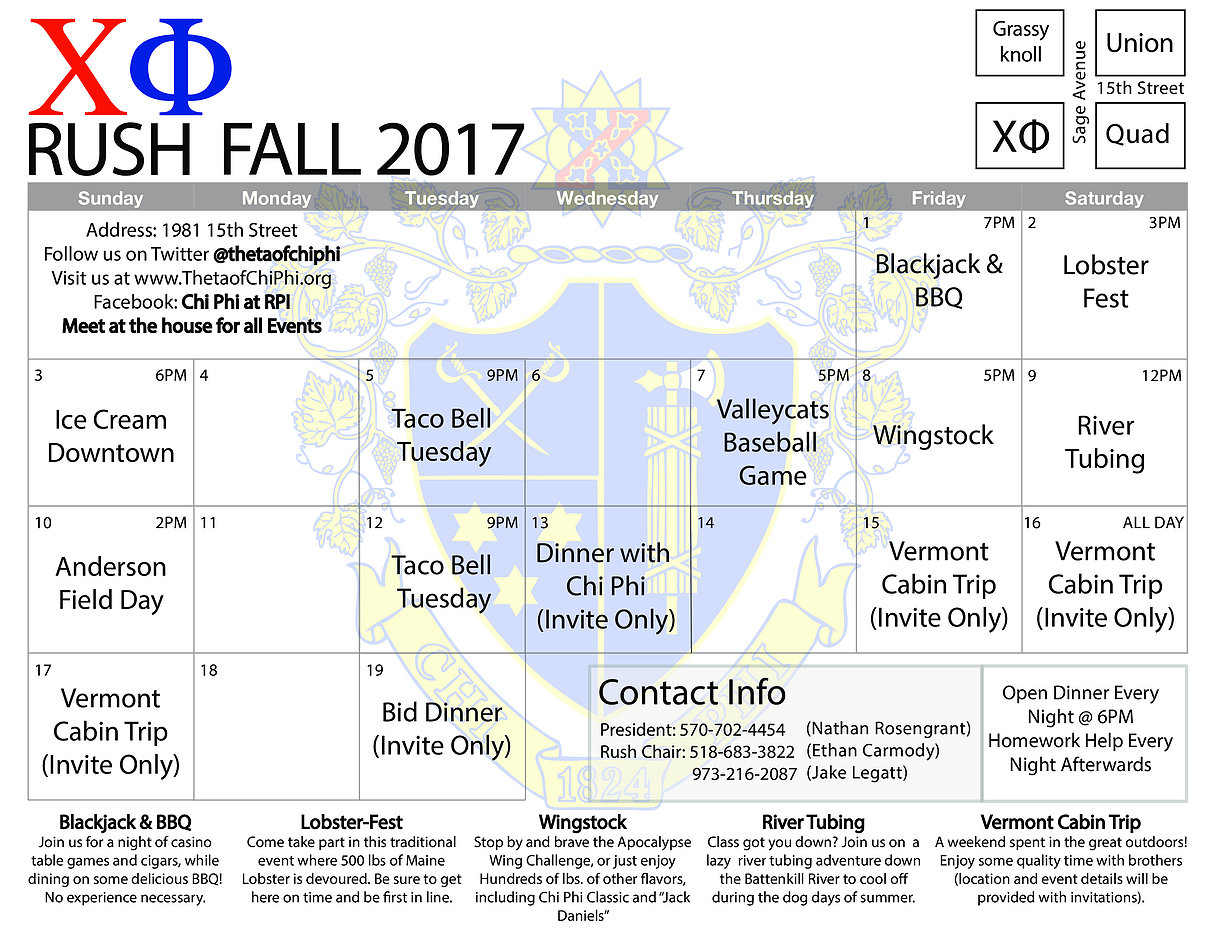 ΧΦ
RUSH FALL 2017
Grassy
knoll
Sage Avenue
Union
15th Street
ΧΦ
Quad
Sunday Monday Tuesday Wednesday Thursday Friday Saturday
Address: 1981 15th Street
Follow us on Twitter @thetaofchiphi
Visit us at www.ThetaofChiPhi.org
Facebook: Chi Phi at RPI
Meet at the house for all Events
1 7PM
Blackjack &
BBQ
2 3PM
Lobster
Fest
3 6PM
Ice Cream
Downtown
4
5 9PM
Taco Bell
Tuesday
6
7 5PM
Valleycats
Baseball
Game
8 5PM
Wingstock
9 12PM
River
Tubing
10 2PM
Anderson
Field Day
11
12 9PM
Taco Bell
Tuesday
13
Dinner with
Chi Phi
(Invite Only)
14
15
Vermont
Cabin Trip
(Invite Only)
16 ALL DAY
Vermont
Cabin Trip
(Invite Only)
17
Vermont
Cabin Trip
(Invite Only)
18
19
Bid Dinner
(Invite Only)
Contact Info
President: 570-702-4454 (Nathan Rosengrant)
Rush Chair: 518-683-3822 (Ethan Carmody)
973-216-2087 (Jake Legatt)
Open Dinner Every
Night @ 6PM
Homework Help Every
Night Afterwards
CHI PHI
1824
Blackjack & BBQ
Join us for a night of casino
table games and cigars, while
dining on some delicious BBQ!
No experience necessary.
Lobster-Fest
Come take part in this traditional
event where 500 lbs of Maine
Lobster is devoured. Be sure to get
here on time and be first in line.
Wingstock
Stop by and brave the Apocalypse
Wing Challenge, or just enjoy
Hundreds of lbs. of other flavors,
including Chi Phi Classic and "Jack
Daniels"
River Tubing
Class got you down? Join us on a
lazy river tubing adventure down
the Battenkill River to cool off
during the dog days of summer.
Vermont Cabin Trip
A weekend spent in the great outdoors!
Enjoy some quality time with brothers
(location and event details will be
provided with invitations).